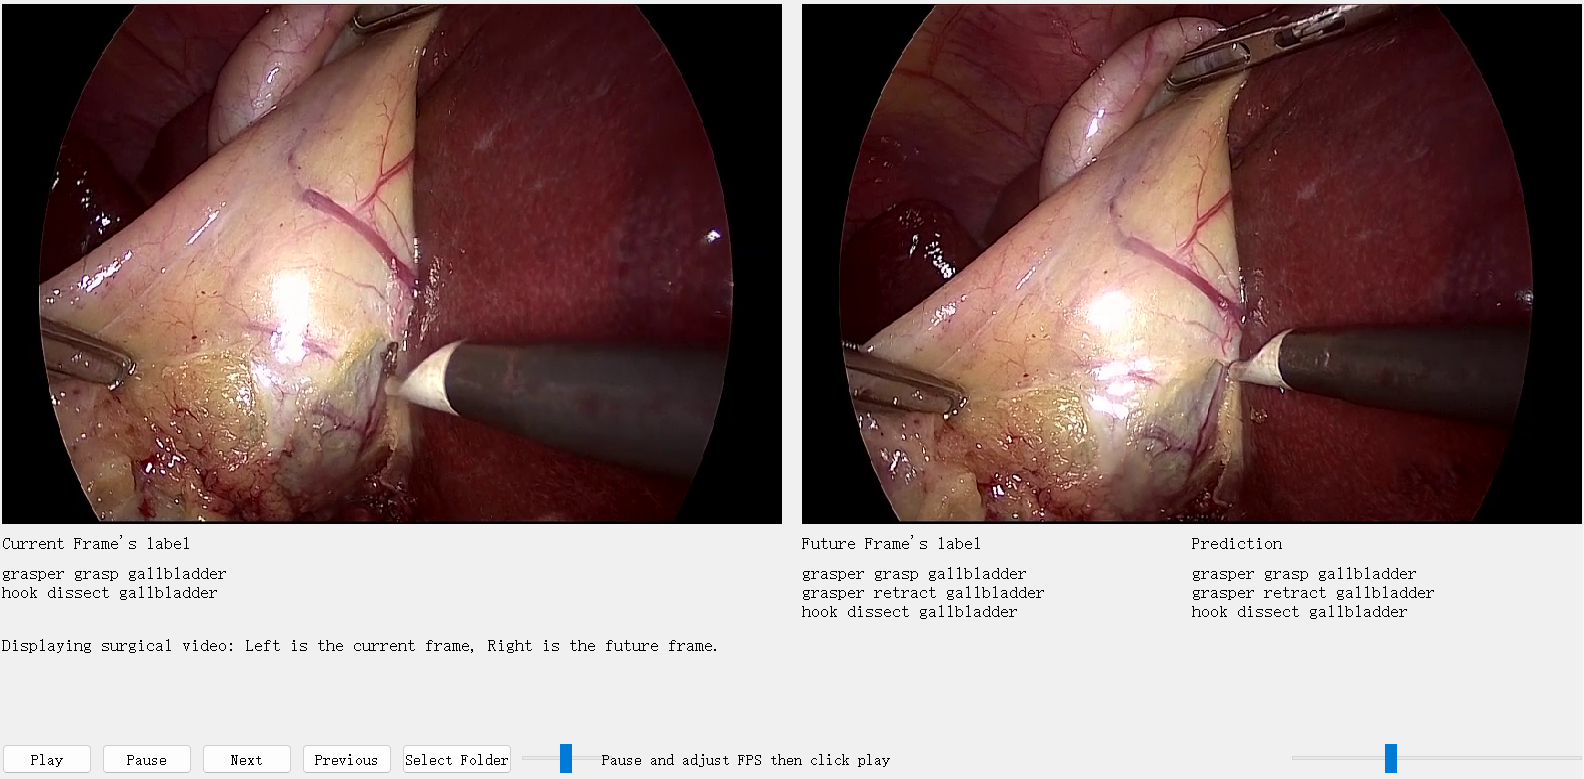 Current Frame's label
grasper grasp gallbladder
hook dissect gallbladder
Future Frame's label
grasper grasp gallbladder
grasper retract gallbladder
hook dissect gallbladder
Prediction
grasper grasp gallbladder
grasper retract gallbladder
hook dissect gallbladder
Displaying surgical video: Left is the current frame, Right is the future frame.
Play
Pause
Next
Previous
Select Folder
Pause and adjust FPS then click play